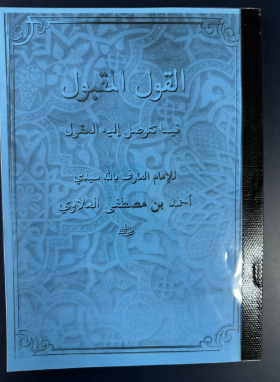 القول المقبول
فيما تتوصل إليه العقول
للإمام العارف بالله سيدي
أحمد بن مصطفى العلاوي